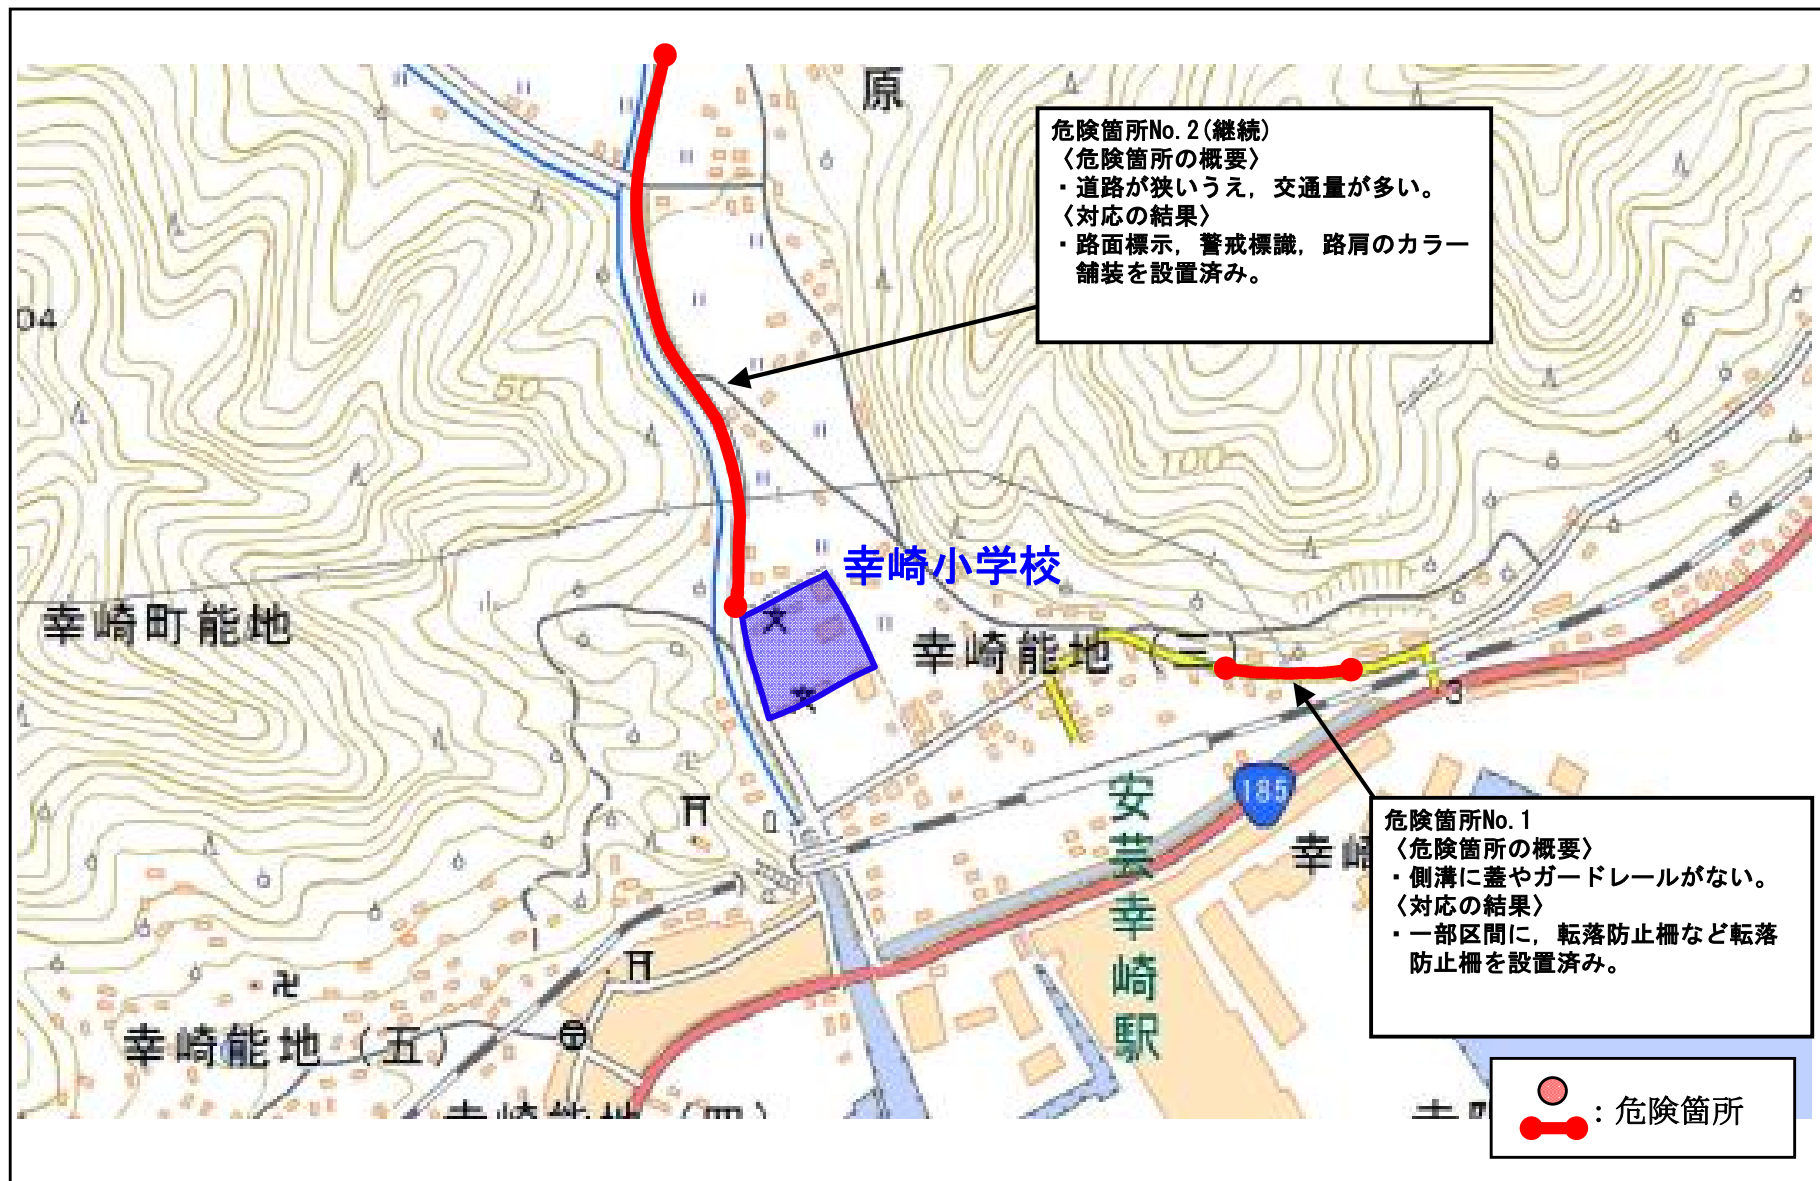 原
危険箇所No.2(継続)
〈危険箇所の概要〉
・道路が狭いうえ，交通量が多い。
〈対応の結果〉
・路面標示，警戒標識，路肩のカラー
舗装を設置済み。
04
50
100
幸崎小学校
幸崎町能地
幸崎能地（三）
3
185
安芸幸崎駅
幸崎
危険箇所No.1
〈危険箇所の概要〉
・側溝に蓋やガードレールがない。
〈対応の結果〉
・一部区間に，転落防止柵など転落
防止柵を設置済み。
幸崎能地（五）
幸崎能地（四）
：危険箇所